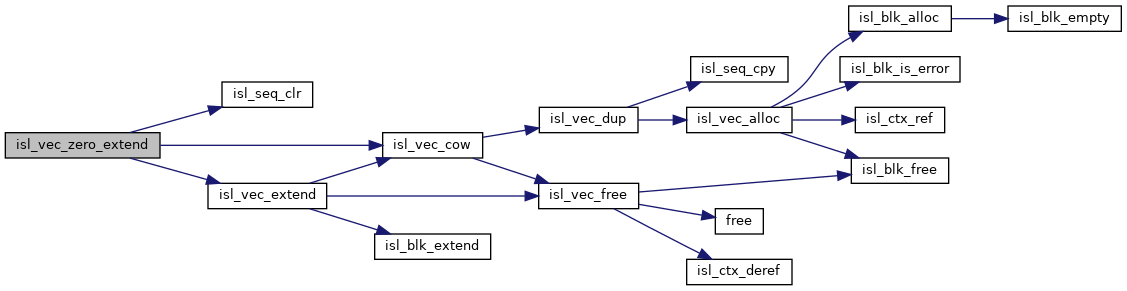 isl_vec_zero_extend
isl_seq_clr
isl_vec_extend
isl_vec_cow
isl_blk_extend
isl_vec_dup
isl_vec_free
isl_seq_cpy
isl_vec_alloc
free
isl_ctx_deref
isl_blk_alloc
isl_blk_is_error
isl_ctx_ref
isl_blk_free
isl_blk_empty